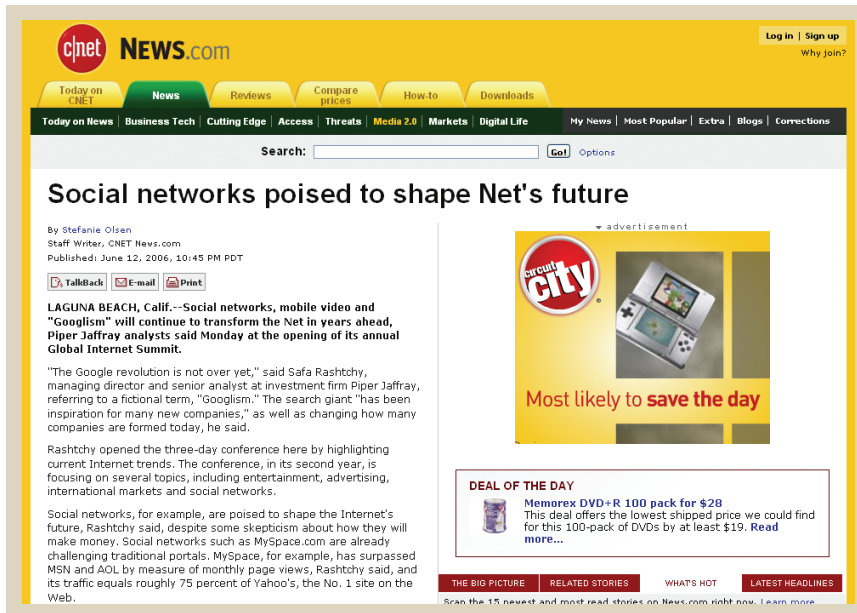 c|net NEWS.com
Log in | Sign up
Why join?
Today on
CNET
News
Reviews
Compare
prices
How-to
Downloads
Today on News | Business Tech | Cutting Edge | Access | Threats | Media 2.0 | Markets | Digital Life
My News | Most Popular | Extra | Blogs | Corrections
Search:
Go!
Options
Social networks poised to shape Net's future
By Stefanie Olsen
Staff Writer, CNET News.com
Published: June 12, 2006, 10:45 PM PDT
TalkBack
E-mail
Print
LAGUNA BEACH, Calif.--Social networks, mobile video and
"Googlism" will continue to transform the Net in years ahead,
Piper Jaffray analysts said Monday at the opening of its annual
Global Internet Summit.
"The Google revolution is not over yet," said Safa Rashtchy,
managing director and senior analyst at investment firm Piper Jaffray,
referring to a fictional term, "Googlism." The search giant "has been
inspiration for many new companies," as well as changing how many
companies are formed today, he said.
Rashtchy opened the three-day conference here by highlighting
current Internet trends. The conference, in its second year, is
focusing on several topics, including entertainment, advertising,
international markets and social networks.
Social networks, for example, are poised to shape the Internet's
future, Rashtchy said, despite some skepticism about how they will
make money. Social networks such as MySpace.com are already
challenging traditional portals. MySpace, for example, has surpassed
MSN and AOL by measure of monthly page views, Rashtchy said, and
its traffic equals roughly 75 percent of Yahoo's, the No. 1 site on the
Web.
advertisement
circuit
city
®
Most likely to save the day
DEAL OF THE DAY
Memorex DVD+R 100 pack for $28
This deal offers the lowest shipped price we could find
for this 100-pack of DVDs by at least $19. Read
more...
THE BIG PICTURE
RELATED STORIES
WHAT'S HOT
LATEST HEADLINES
Scan the 15 newest and most read stories on News.com right now. Learn more